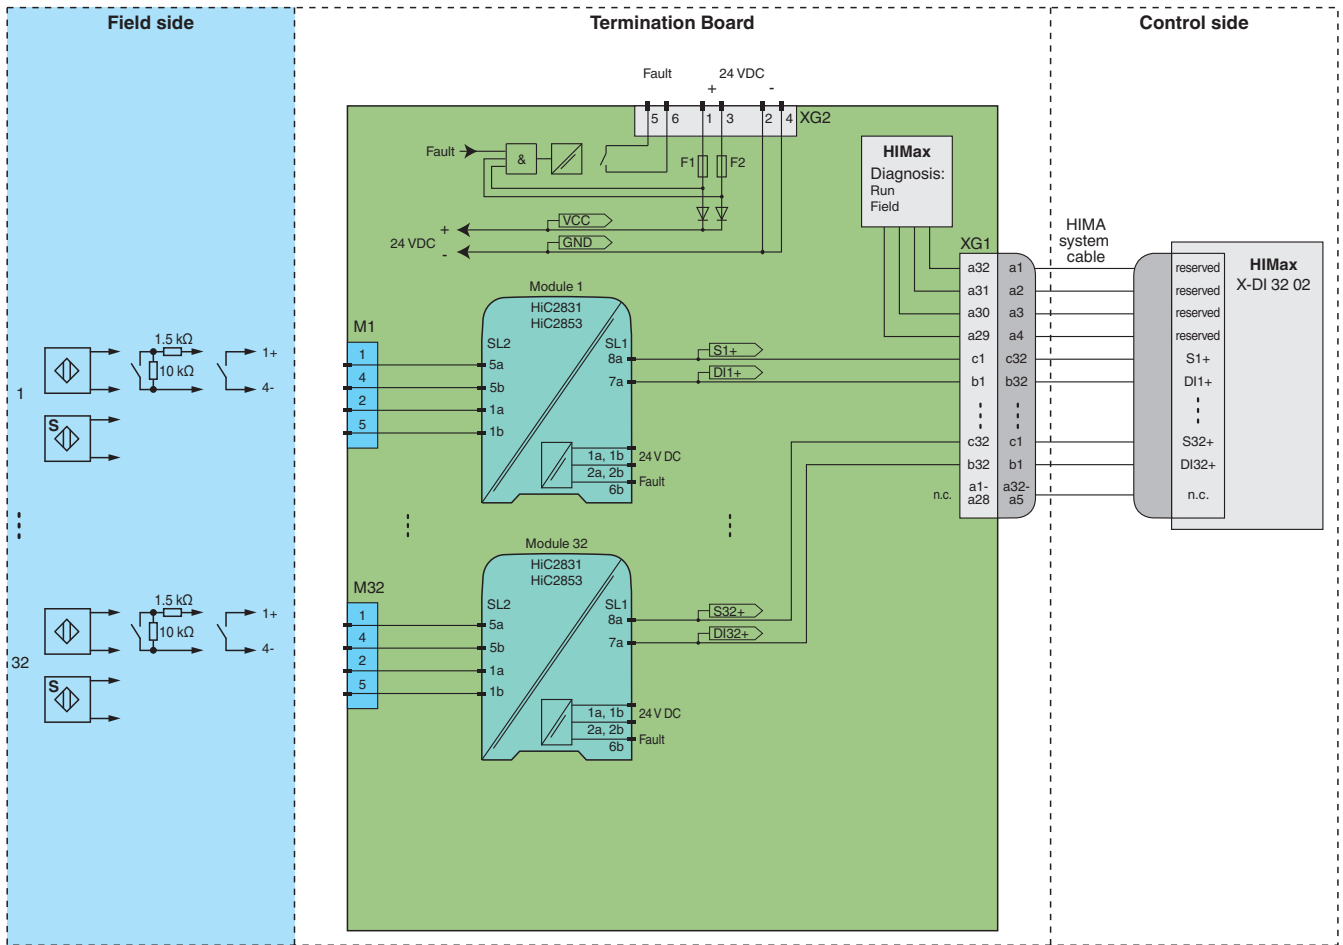 Field side
Termination Board
Control side
Fault
24 VDC
+
-
5
6
1
3
2
4
XG2
Fault
&
F1
F2
VCC
GND
+
24 VDC
-
HIMax
Diagnosis:
Run
Field
HIMA
system
cable
XG1
HIMax
X-DI 32 02
a32
a1
reserved
a31
a2
reserved
a30
a3
reserved
a29
a4
reserved
c1
c32
S1+
b1
b32
DI1+
c32
c1
S32+
b32
b1
DI32+
n.c.
a1-
a28
a32-
a5
n.c.
1
1.5 kΩ
10 kΩ
1+
4-
S
M1
1
4
2
5
Module 1
HiC2831
HiC2853
SL2
SL1
5a
5b
1a
1b
8a
7a
S1+
DI1+
1a, 1b
24 V DC
2a, 2b
Fault
6b
32
1.5 kΩ
10 kΩ
1+
4-
S
M32
1
4
2
5
Module 32
HiC2831
HiC2853
SL2
SL1
5a
5b
1a
1b
8a
7a
S32+
DI32+
1a, 1b
24 V DC
2a, 2b
Fault
6b